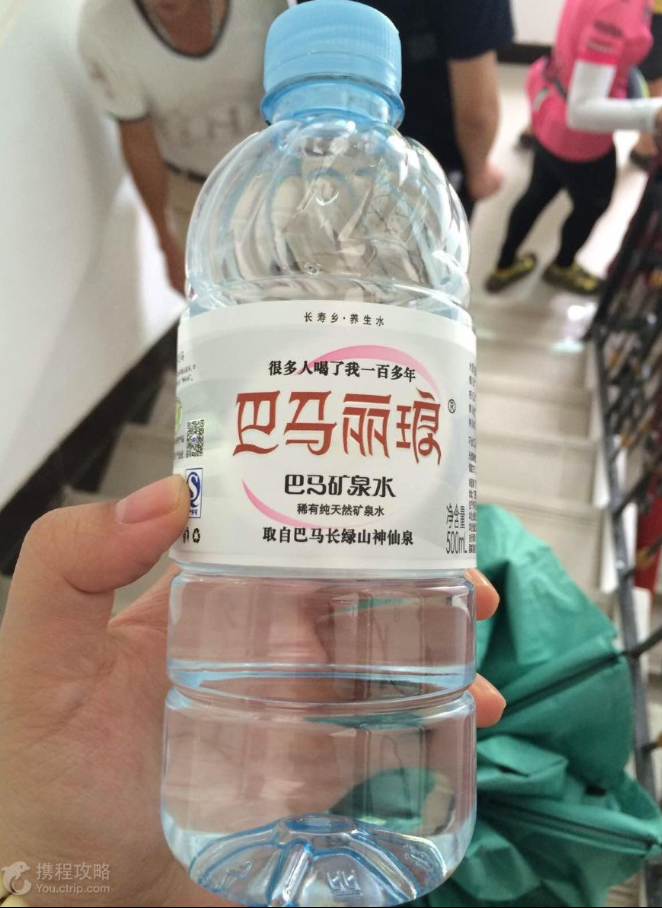 长寿乡·养生水
很多人喝了我一百多年
巴马丽琅®
巴马矿泉水
稀有纯天然矿泉水
取自巴马长绿山神仙泉
净含量
500mL
携程攻略
You.ctrip.com